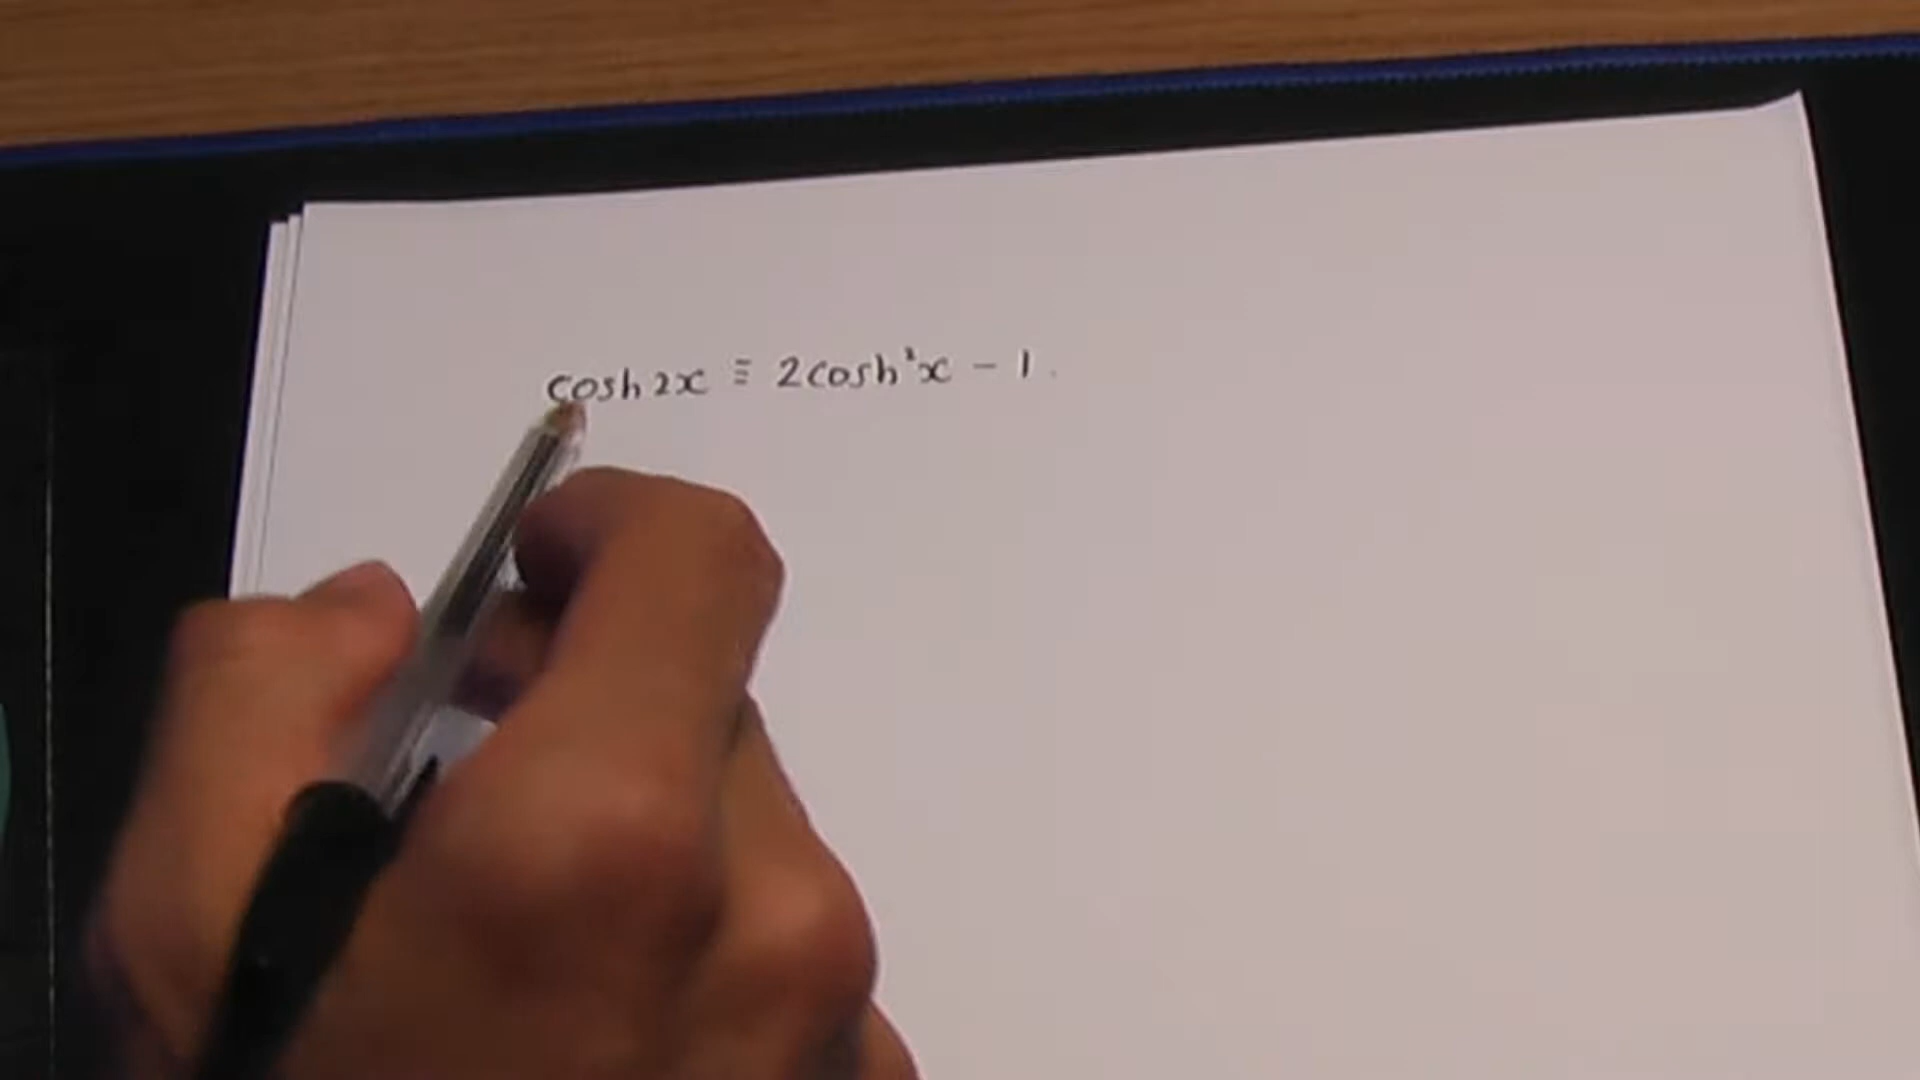 cosh 2x ≡ 2cosh²x - 1.